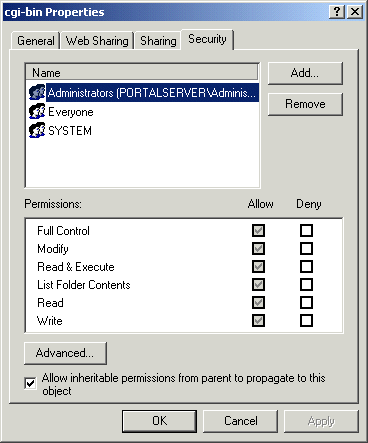 cgi-bin Properties
General Web Sharing Sharing Security
Name
Administrators (PORTALSERVER\Adminis...
Everyone
SYSTEM
Add...
Remove
Permissions: Allow Deny
Full Control
Modify
Read & Execute
List Folder Contents
Read
Write
Advanced...
Allow inheritable permissions from parent to propagate to this
object
OK Cancel Apply